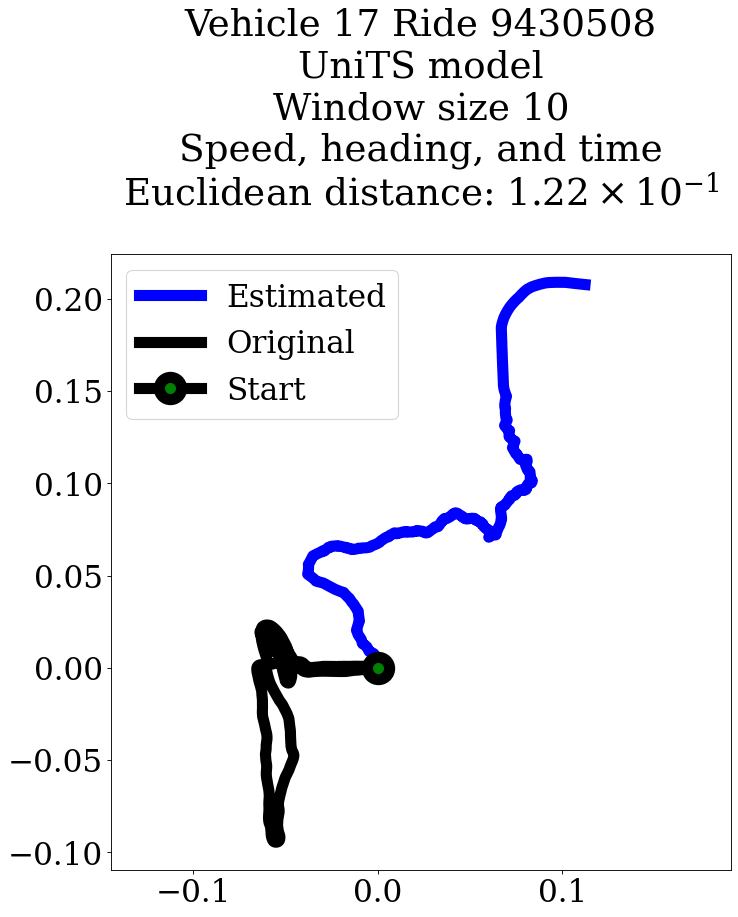 Vehicle 17 Ride 9430508
UniTS model
Window size 10
Speed, heading, and time
Euclidean distance: 1.22 × 10⁻¹
Estimated
Original
Start
0.20
0.15
0.10
0.05
0.00
−0.05
−0.10
−0.1 0.0 0.1